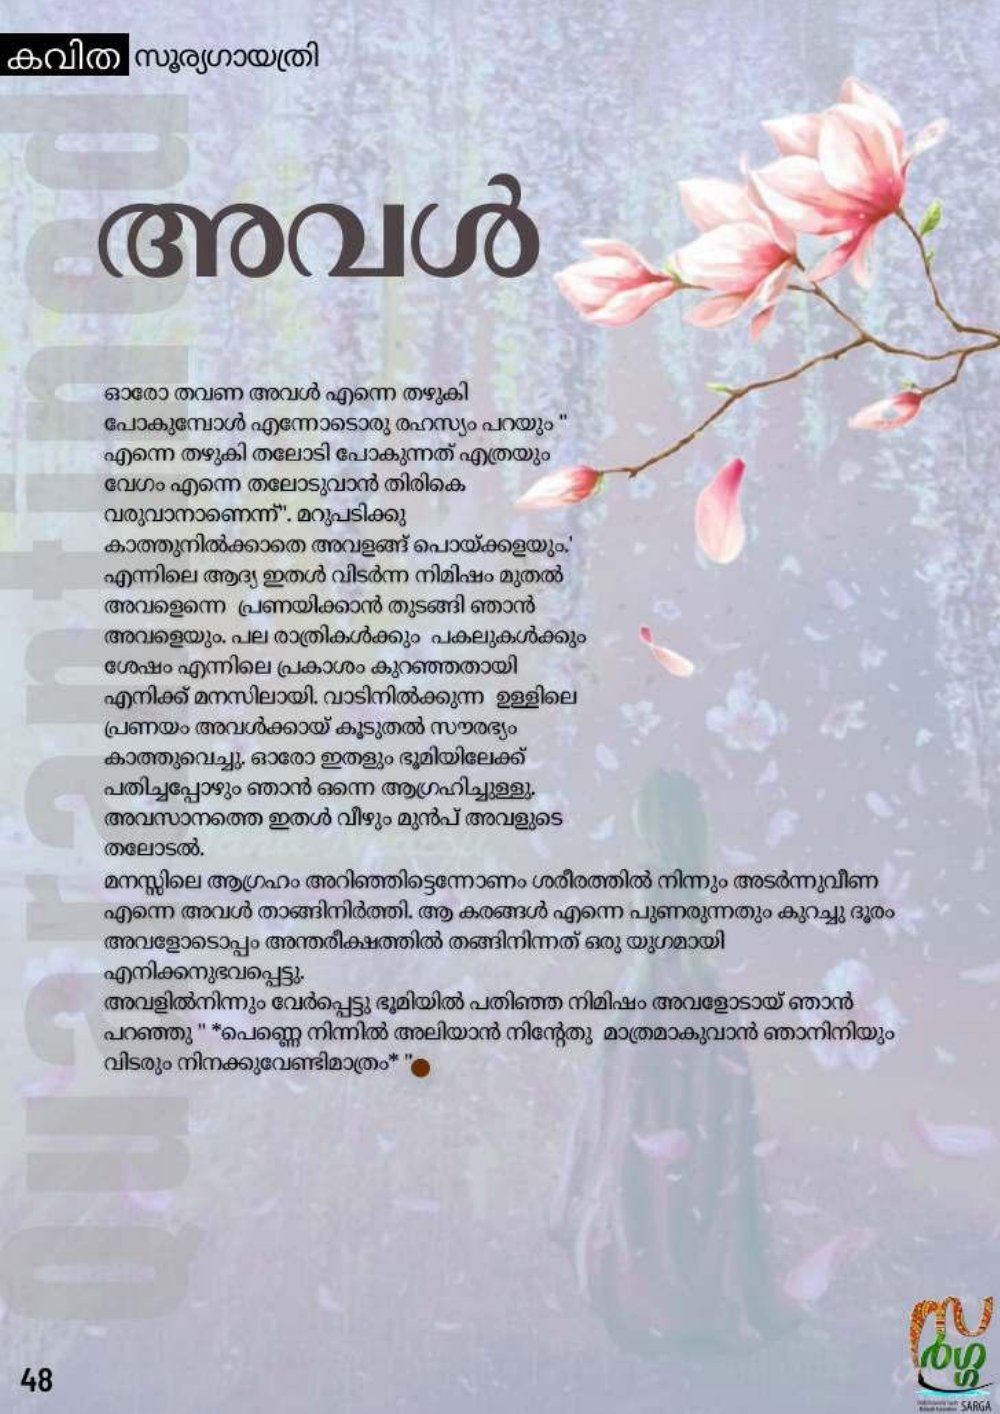 കവിത സൂര്യഗായത്രി
Quarantined
അവൾ
ഓരോ തവണ അവൾ എന്നെ തഴുകി
പോകുമ്പോൾ എന്നോടൊരു രഹസ്യം പറയും "
എന്നെ തഴുകി തലോടി പോകുന്നത് എത്രയും
വേഗം എന്നെ തലോടുവാൻ തിരികെ
വരുവാനാണെന്ന്". മറുപടിക്കു
കാത്തുനിൽക്കാതെ അവളങ്ങ് പൊയ്ക്കളയും.'
എന്നിലെ ആദ്യ ഇതൾ വിടർന്ന നിമിഷം മുതൽ
അവളെന്നെ പ്രണയിക്കാൻ തുടങ്ങി ഞാൻ
അവളെയും. പല രാത്രികൾക്കും പകലുകൾക്കും
ശേഷം എന്നിലെ പ്രകാശം കുറഞ്ഞതായി
എനിക്ക് മനസിലായി. വാടിനിൽക്കുന്ന ഉള്ളിലെ
പ്രണയം അവൾക്കായ് കൂടുതൽ സൗരഭ്യം
കാത്തുവെച്ചു. ഓരോ ഇതളും ഭൂമിയിലേക്ക്
പതിച്ചപ്പോഴും ഞാൻ ഒന്നെ ആഗ്രഹിച്ചുള്ളു.
അവസാനത്തെ ഇതൾ വീഴും മുൻപ് അവളുടെ
തലോടൽ.
മനസ്സിലെ ആഗ്രഹം അറിഞ്ഞിട്ടെന്നോണം ശരീരത്തിൽ നിന്നും അടർന്നുവീണ
എന്നെ അവൾ താങ്ങിനിർത്തി. ആ കരങ്ങൾ എന്നെ പുണരുന്നതും കുറച്ചു ദൂരം
അവളോടൊപ്പം അന്തരീക്ഷത്തിൽ തങ്ങിനിന്നത് ഒരു യുഗമായി
എനിക്കനുഭവപ്പെട്ടു.
അവളിൽനിന്നും വേർപ്പെട്ടു ഭൂമിയിൽ പതിഞ്ഞ നിമിഷം അവളോടായ് ഞാൻ
പറഞ്ഞു " *പെണ്ണെ നിന്നിൽ അലിയാൻ നിന്റേതു മാത്രമാകുവാൻ ഞാനിനിയും
വിടരും നിനക്കുവേണ്ടിമാത്രം* "
48
സർഗ്ഗ
SARGA